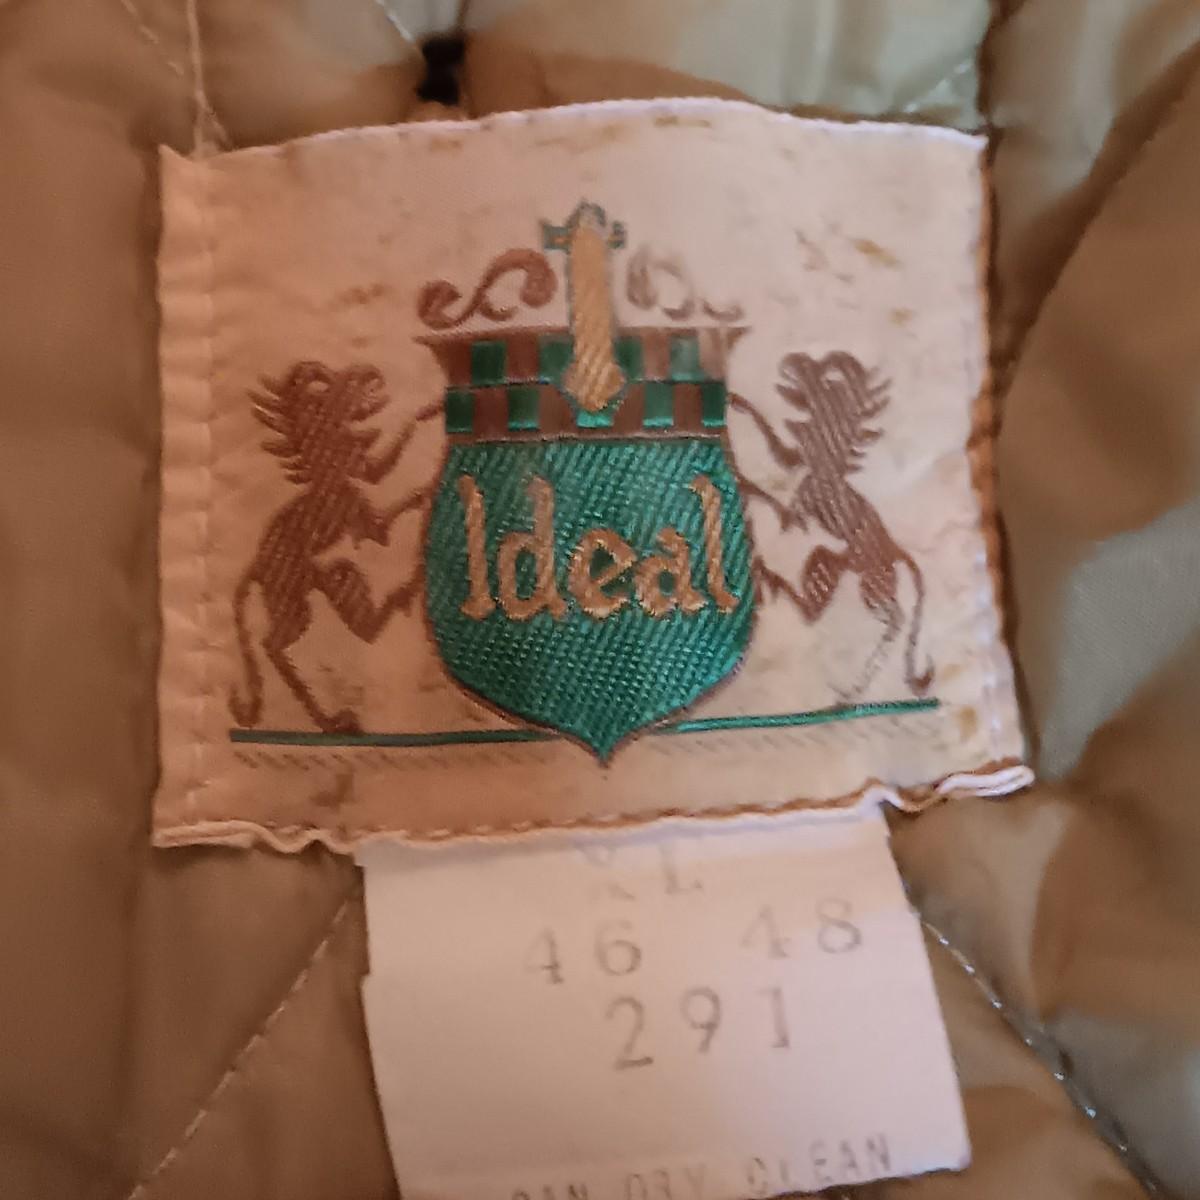 Ideal
XL
46 48
291
CAN DRY CLEAN